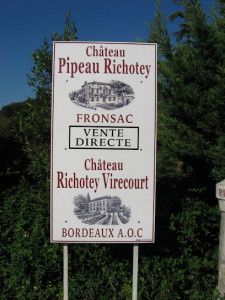 Château
Pipeau Richotey
FRONSAC
VENTE
DIRECTE
Château
Richotey Virecourt
BORDEAUX A.O.C